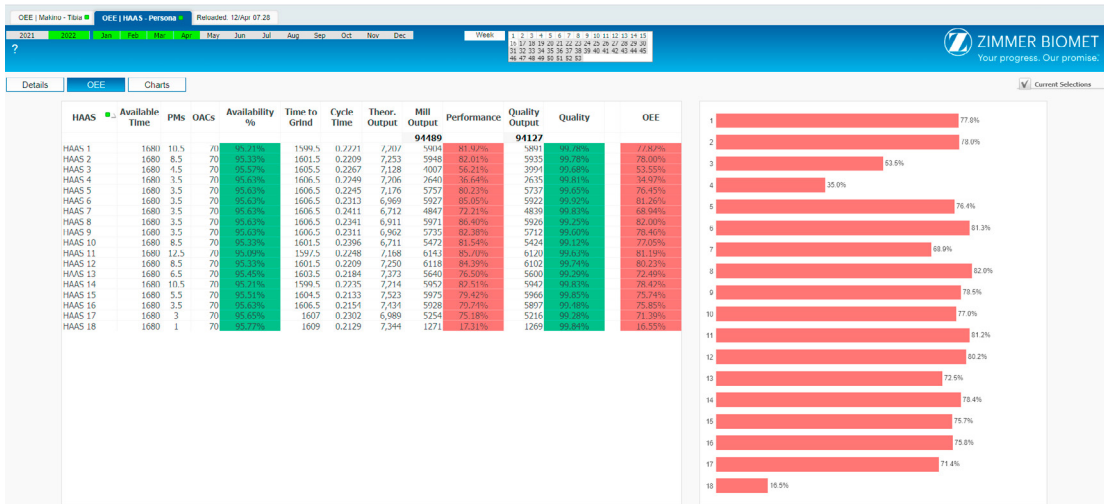 OEE | Makino - Tibia
OEE | HAAS - Persona
Reloaded. 12/Apr 07:28
2021 2022 Jan Feb Mar Apr May Jun Jul Aug Sep Oct Nov Dec
Week
1 2 3 4 5 6 7 8 9 10 11 12 13 14 15
16 17 18 19 20 21 22 23 24 25 26 27 28 29 30
31 32 33 34 35 36 37 38 39 40 41 42 43 44 45
46 47 48 49 50 51 52 53
?
ZIMMER BIOMET
Your progress. Our promise.
Details OEE Charts
Current Selections
HAAS Available Time PMs OACs Availability % Time to Grind Cycle Time Theor. Output Mill Output Performance Quality Output Quality OEE
94489 94127
HAAS 1 1680 10.5 70 95.21% 1599.5 0.2221 7,207 5904 81.92% 5891 99.78% 77.82%
HAAS 2 1680 8.5 70 95.33% 1601.5 0.2209 7,253 5948 82.01% 5935 99.78% 78.00%
HAAS 3 1680 4.5 70 95.57% 1605.5 0.2267 7,128 4007 56.21% 3994 99.68% 53.55%
HAAS 4 1680 3.5 70 95.63% 1606.5 0.2249 7,206 2640 36.64% 2635 99.81% 34.97%
HAAS 5 1680 3.5 70 95.63% 1606.5 0.2245 7,176 5757 80.23% 5737 99.65% 76.45%
HAAS 6 1680 3.5 70 95.63% 1606.5 0.2313 6,969 5927 85.05% 5922 99.92% 81.26%
HAAS 7 1680 3.5 70 95.63% 1606.5 0.2411 6,712 4847 72.21% 4839 99.83% 68.94%
HAAS 8 1680 3.5 70 95.63% 1606.5 0.2341 6,911 5971 86.40% 5926 99.25% 82.00%
HAAS 9 1680 3.5 70 95.63% 1606.5 0.2311 6,962 5735 82.38% 5712 99.60% 78.46%
HAAS 10 1680 8.5 70 95.33% 1601.5 0.2396 6,711 5472 81.54% 5424 99.12% 77.05%
HAAS 11 1680 12.5 70 95.09% 1597.5 0.2248 7,168 6143 85.70% 6120 99.63% 81.19%
HAAS 12 1680 8.5 70 95.33% 1601.5 0.2209 7,250 6118 84.39% 6102 99.74% 80.23%
HAAS 13 1680 6.5 70 95.45% 1603.5 0.2184 7,373 5640 76.50% 5600 99.29% 72.49%
HAAS 14 1680 10.5 70 95.21% 1599.5 0.2235 7,214 5952 82.51% 5942 99.83% 78.42%
HAAS 15 1680 5.5 70 95.51% 1604.5 0.2133 7,523 5975 79.42% 5966 99.85% 75.74%
HAAS 16 1680 3.5 70 95.63% 1606.5 0.2154 7,434 5928 79.74% 5897 99.48% 75.85%
HAAS 17 1680 3 70 95.65% 1607 0.2302 6,989 5254 75.18% 5216 99.28% 71.39%
HAAS 18 1680 1 70 95.77% 1609 0.2129 7,344 1271 17.31% 1269 99.84% 16.55%
1 77.8%
2 78.0%
3 53.5%
4 35.0%
5 76.4%
6 81.3%
7 68.9%
8 82.0%
9 78.5%
10 77.0%
11 81.2%
12 80.2%
13 72.5%
14 78.4%
15 75.7%
16 75.8%
17 71.4%
18 16.5%